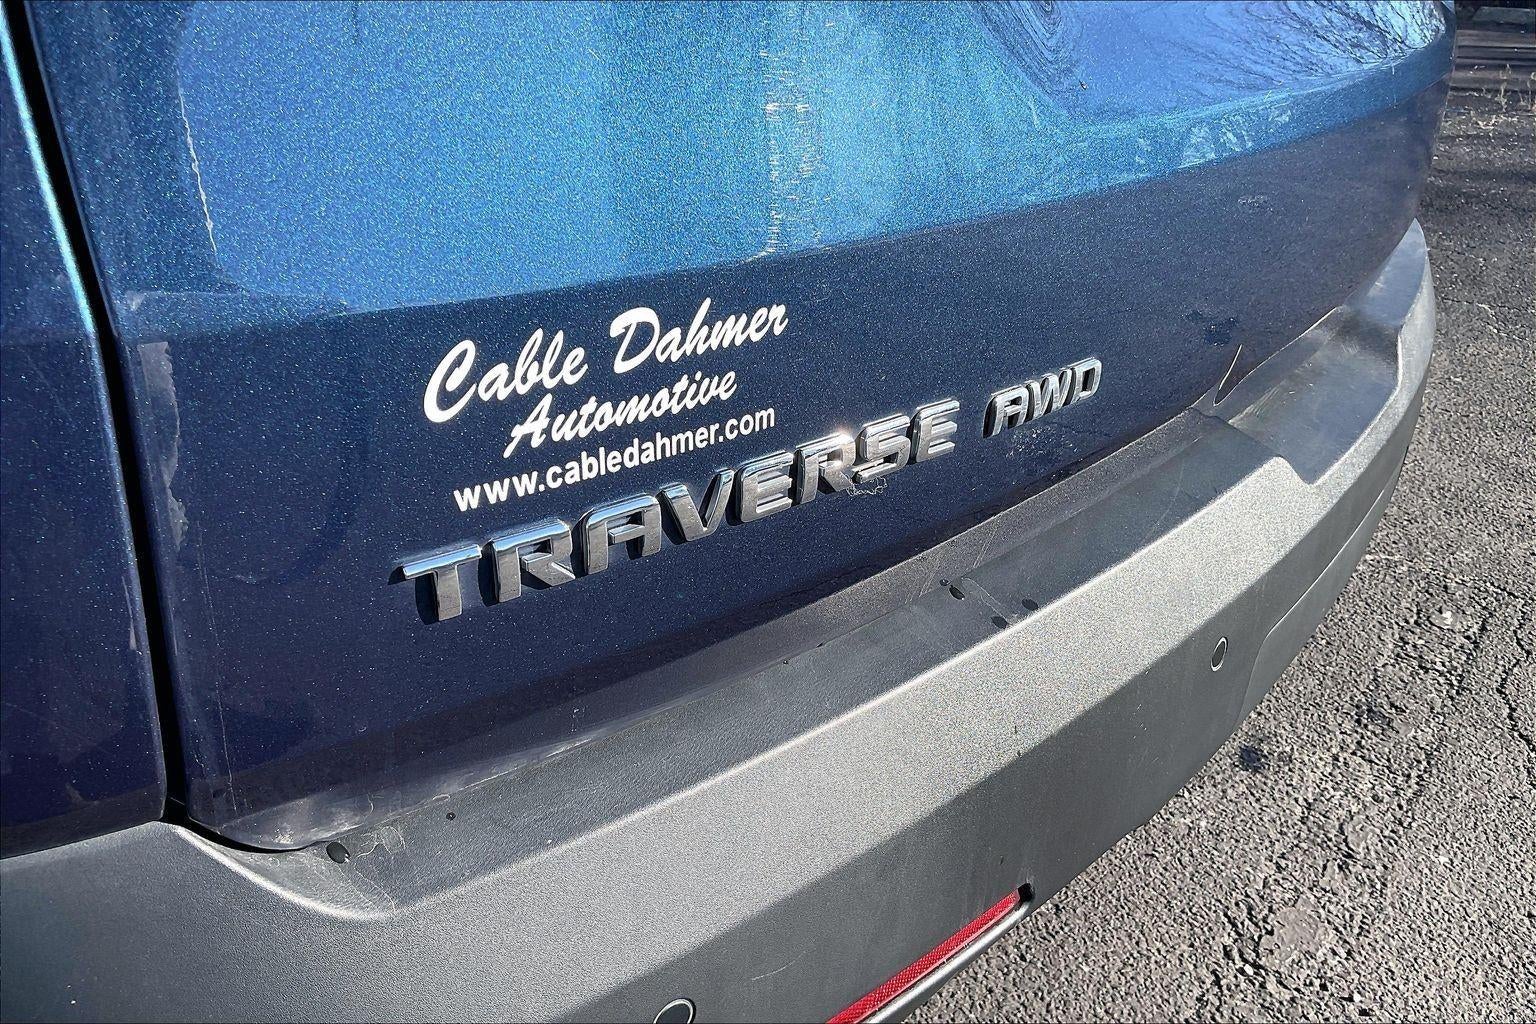 Cable Dahmer
Automotive
www.cabledahmer.com
TRAVERSE AWD